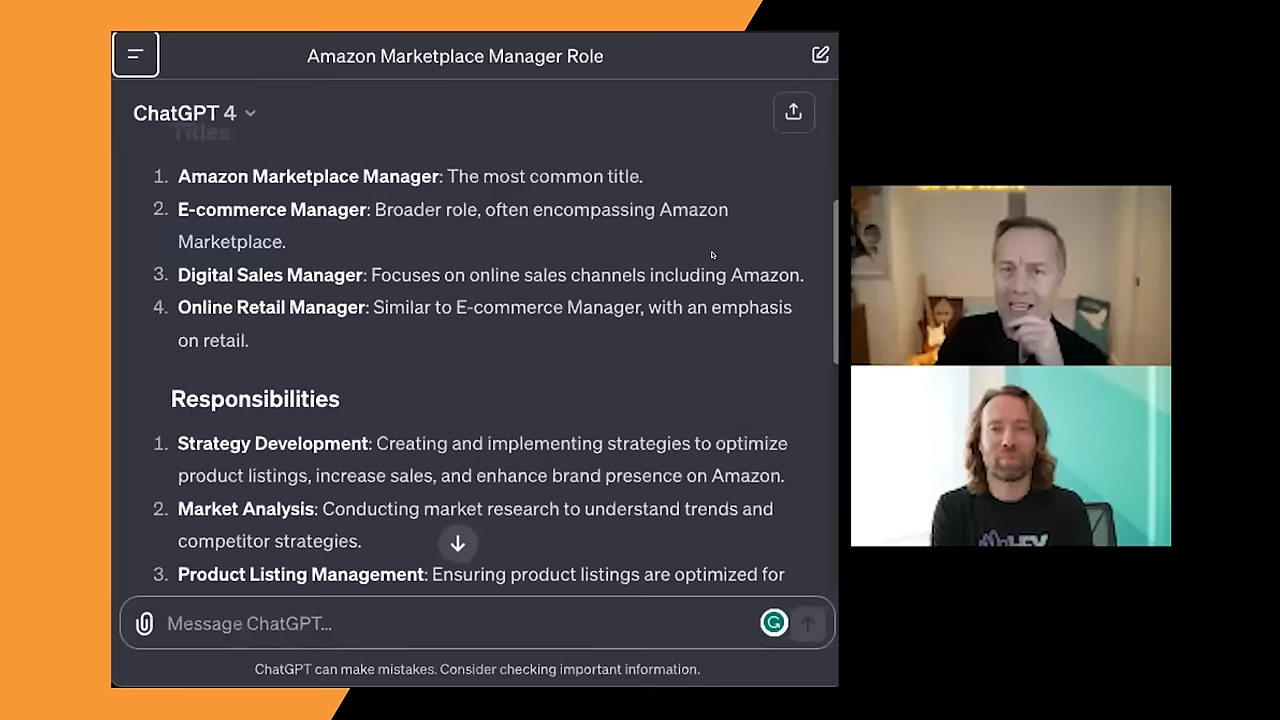 Amazon Marketplace Manager Role
ChatGPT 4
Titles
1. Amazon Marketplace Manager: The most common title.
2. E-commerce Manager: Broader role, often encompassing Amazon
Marketplace.
3. Digital Sales Manager: Focuses on online sales channels including Amazon.
4. Online Retail Manager: Similar to E-commerce Manager, with an emphasis
on retail.
Responsibilities
1. Strategy Development: Creating and implementing strategies to optimize
product listings, increase sales, and enhance brand presence on Amazon.
2. Market Analysis: Conducting market research to understand trends and
competitor strategies.
3. Product Listing Management: Ensuring product listings are optimized for
Message ChatGPT...
ChatGPT can make mistakes. Consider checking important information.